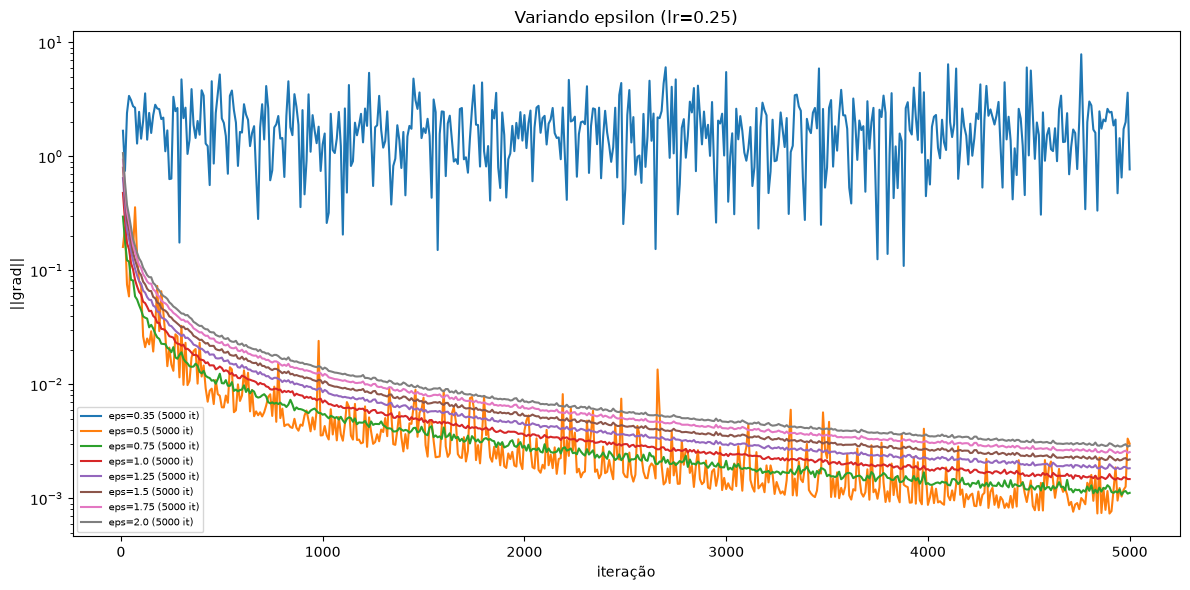 Variando epsilon (lr=0.25)
||grad||
10¹
10⁰
10⁻¹
10⁻²
10⁻³
eps=0.35 (5000 it)
eps=0.5 (5000 it)
eps=0.75 (5000 it)
eps=1.0 (5000 it)
eps=1.25 (5000 it)
eps=1.5 (5000 it)
eps=1.75 (5000 it)
eps=2.0 (5000 it)
0 1000 2000 3000 4000 5000
iteração